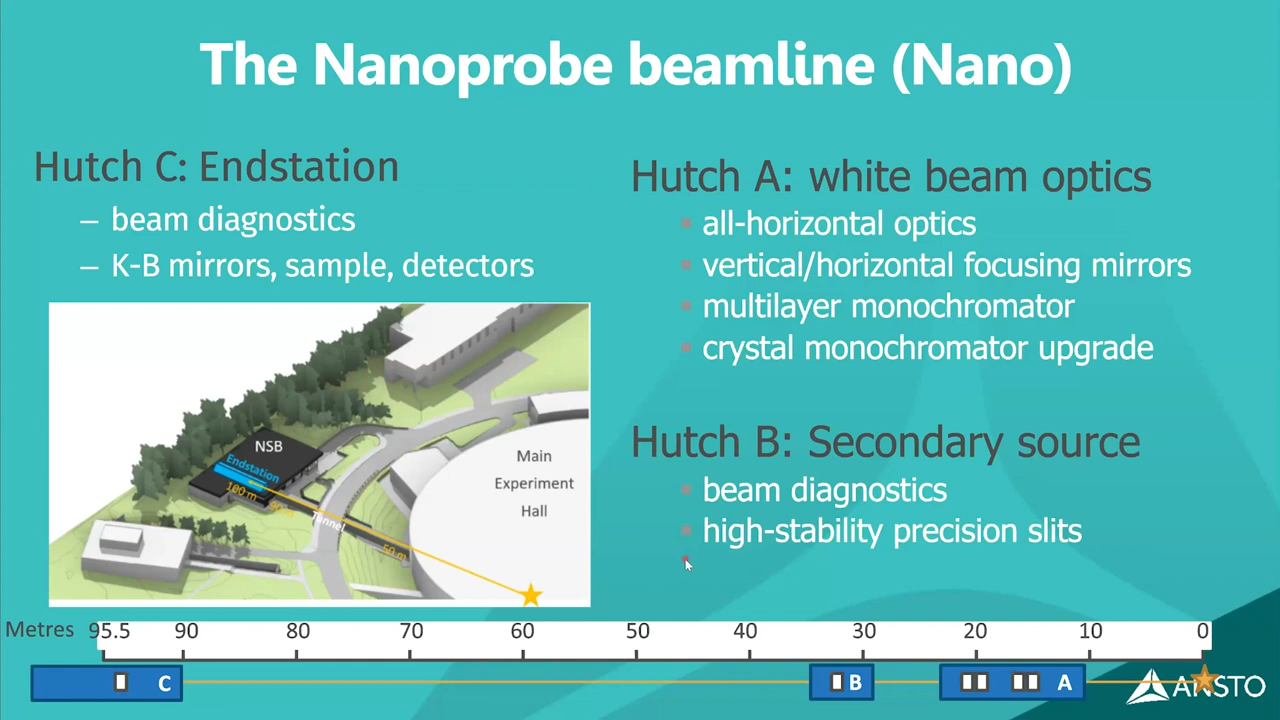 The Nanoprobe beamline (Nano)
Hutch C: Endstation
– beam diagnostics
– K-B mirrors, sample, detectors
NSB
Endstation
100 m
Tunnel
50 m
Main
Experiment
Hall
Hutch A: white beam optics
all-horizontal optics
vertical/horizontal focusing mirrors
multilayer monochromator
crystal monochromator upgrade
Hutch B: Secondary source
beam diagnostics
high-stability precision slits
Metres 95.5 90 80 70 60 50 40 30 20 10 0
C B A
ANSTO